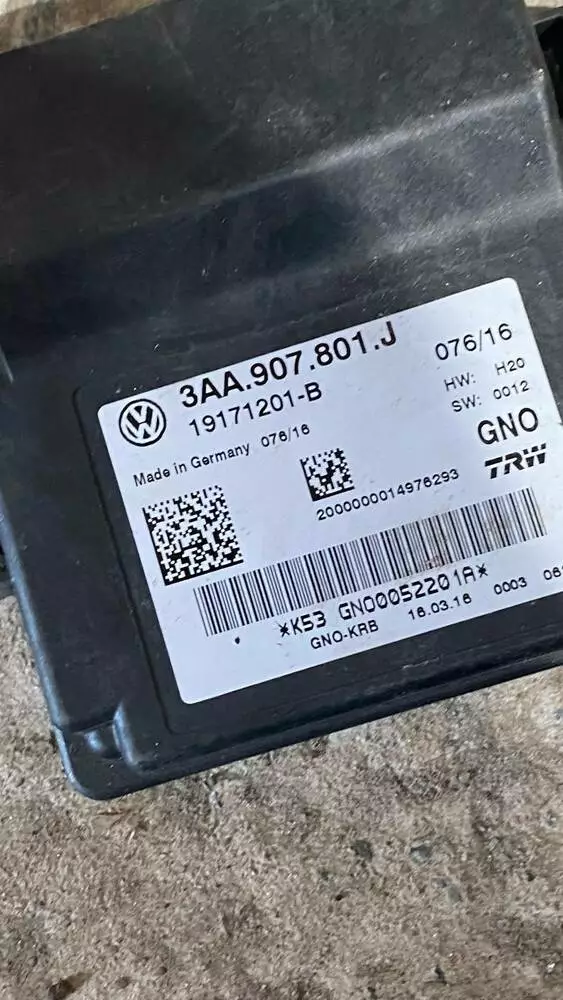 3AA.907.801.J
076/16
19171201-B
HW: H20
SW: 0012
Made in Germany 076/16
GNO
TRW
2000000014976293
*K53 GNO0052201A*
GNO-KRB 16.03.16 0003